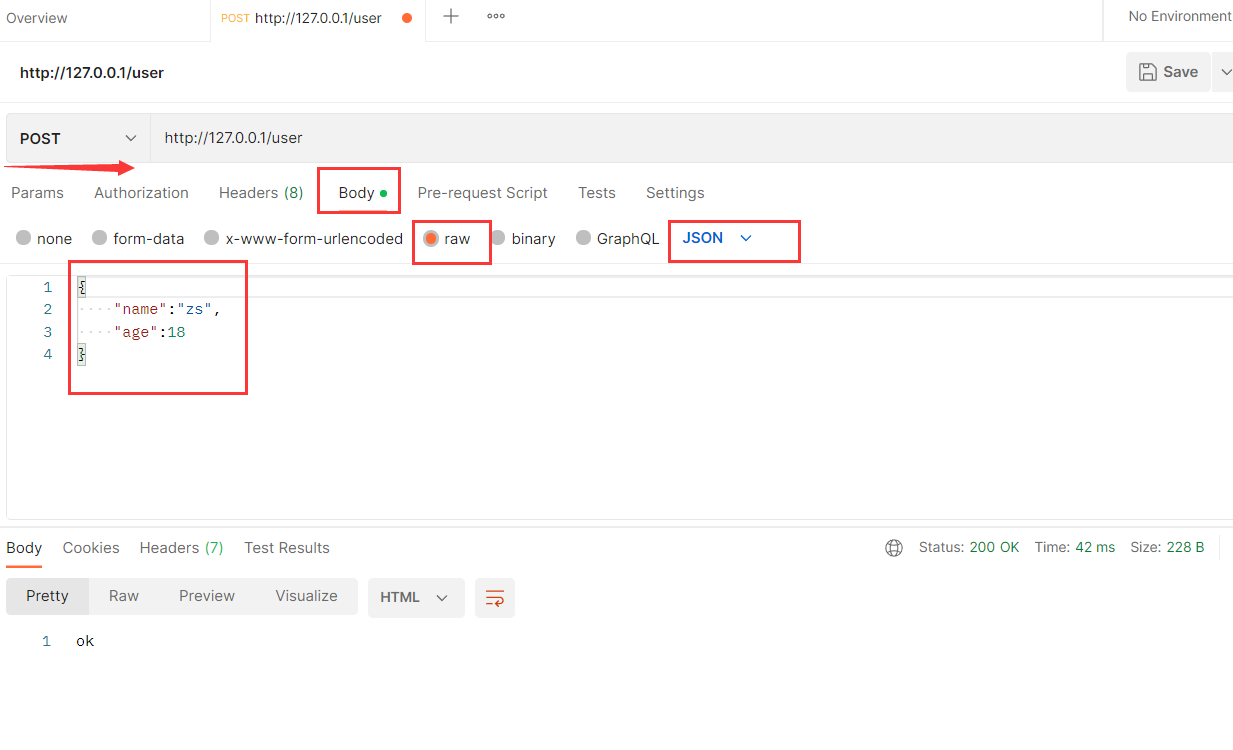 Overview POST http://127.0.0.1/user No Environment
http://127.0.0.1/user Save
POST http://127.0.0.1/user
Params Authorization Headers (8) Body Pre-request Script Tests Settings
none form-data x-www-form-urlencoded raw binary GraphQL JSON
1 {
2 ····"name":"zs",
3 ····"age":18
4 }
Body Cookies Headers (7) Test Results Status: 200 OK Time: 42 ms Size: 228 B
Pretty Raw Preview Visualize HTML
1 ok